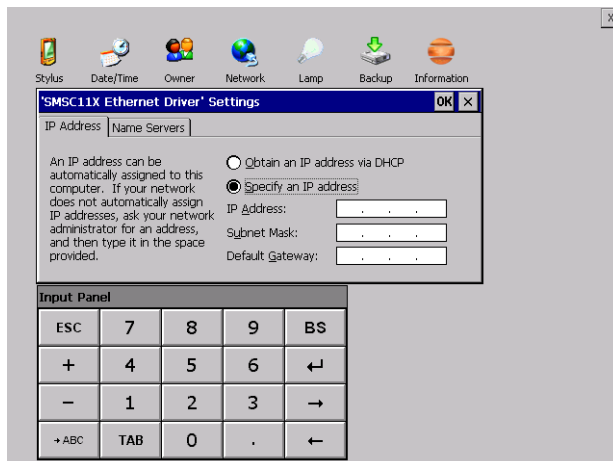 X
Stylus Date/Time Owner Network Lamp Backup Information
'SMSC11X Ethernet Driver' Settings OK ×
IP Address Name Servers
An IP address can be
automatically assigned to this
computer. If your network
does not automatically assign
IP addresses, ask your network
administrator for an address,
and then type it in the space
provided.
Obtain an IP address via DHCP
Specify an IP address
IP Address: . . .
Subnet Mask: . . .
Default Gateway: . . .
Input Panel
ESC 7 8 9 BS
+ 4 5 6 ↵
− 1 2 3 →
→ABC TAB 0 . ←